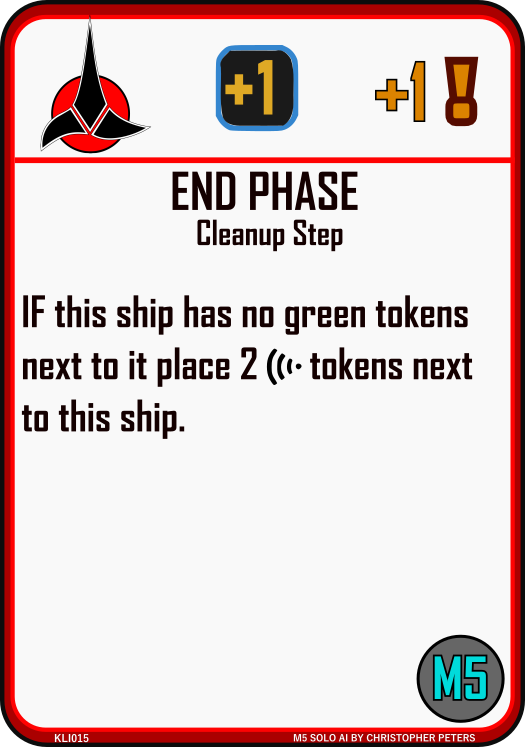 +1
+1!
END PHASE
Cleanup Step
IF this ship has no green tokens
next to it place 2 tokens next
to this ship.
M5
KLI015
M5 SOLO AI BY CHRISTOPHER PETERS